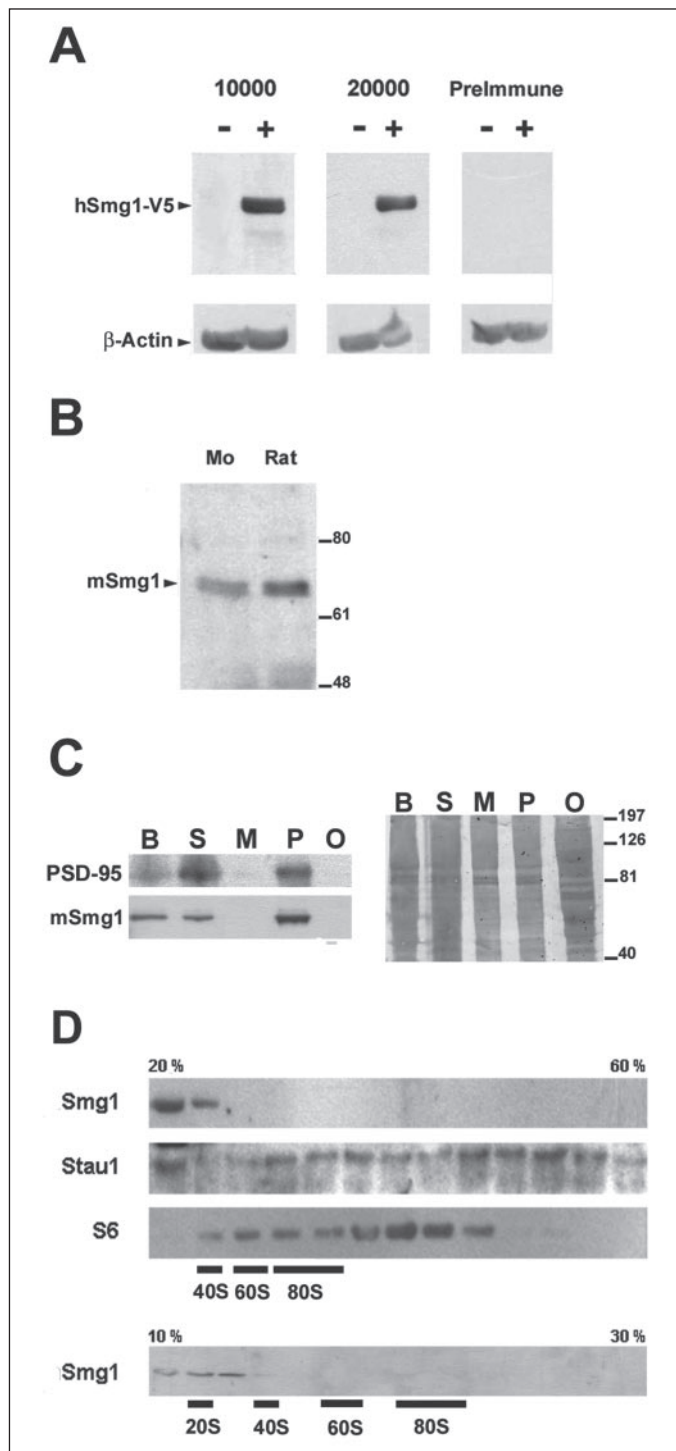 A
10000 20000 PreImmune
- + - + - +
hSmg1-V5
β-Actin
B
Mo Rat
80
mSmg1
61
48
C
B S M P O B S M P O
197
126
PSD-95
81
mSmg1
40
D
20 % 60 %
Smg1
Stau1
S6
40S 60S 80S
10 % 30 %
Smg1
20S 40S 60S 80S